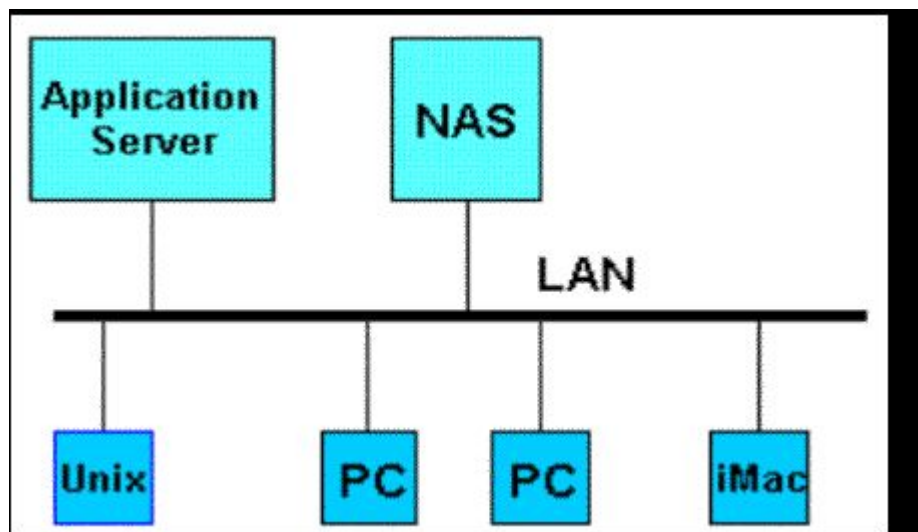 Application
Server
NAS
LAN
Unix
PC
PC
iMac